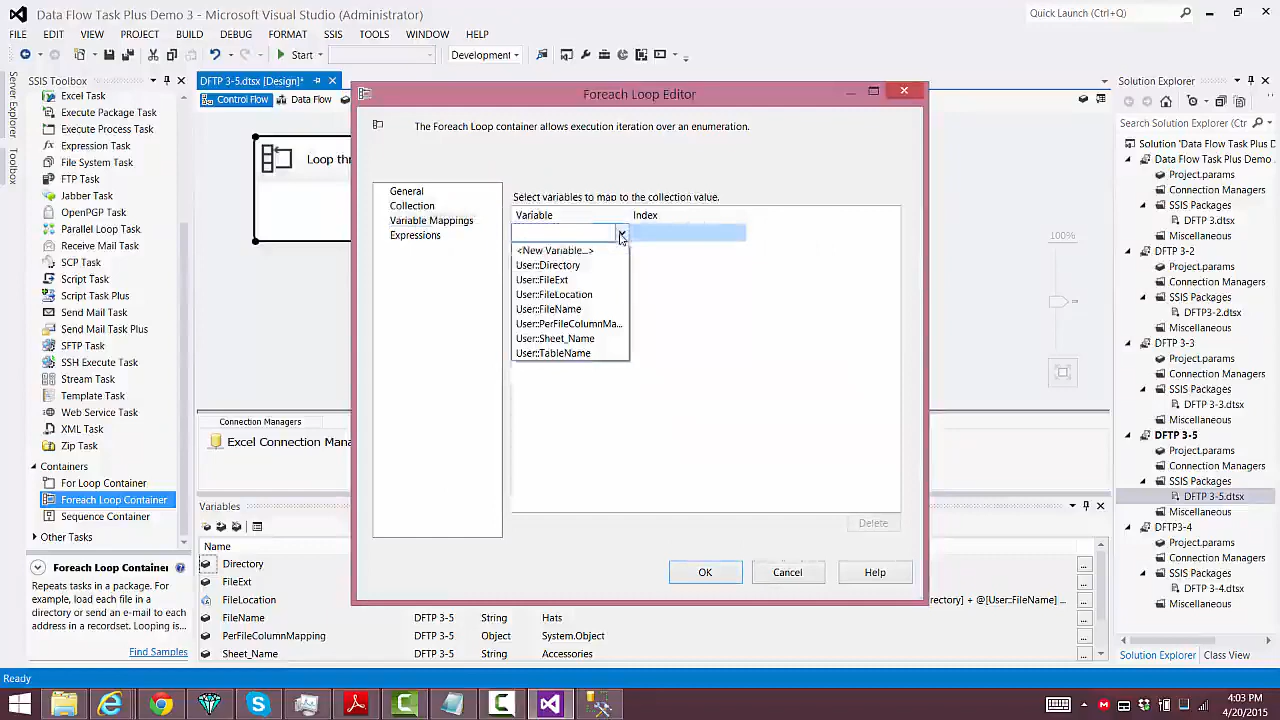 Data Flow Task Plus Demo 3 - Microsoft Visual Studio (Administrator)
Quick Launch (Ctrl+Q)
FILE EDIT VIEW PROJECT BUILD DEBUG FORMAT SSIS TOOLS WINDOW HELP
Start
Development
Server Explorer
Toolbox
SSIS Toolbox
Excel Task
Execute Package Task
Execute Process Task
Expression Task
File System Task
FTP Task
Jabber Task
OpenPGP Task
Parallel Loop Task
Receive Mail Task
Script Task
Script Task Plus
Send Mail Task
Send Mail Task Plus
SFTP Task
SSH Execute Task
Stream Task
Template Task
Web Service Task
XML Task
Zip Task
Containers
For Loop Container
Foreach Loop Container
Sequence Container
Other Tasks
Foreach Loop Container
Repeats tasks in a package. For
example, load each file in a
directory or send e-mail to each
address in a recordset. Looping is...
Find Samples
DFTP 3-5.dtsx [Design]*
Control Flow
Data Flow
Loop thr
100%
Connection Managers
Excel Connection Mana
Variables
Name
Directory
FileExt
FileLocation
irectory] + @[User::FileName] ...
FileName DFTP 3-5 String Hats
PerFileColumnMapping DFTP 3-5 Object System.Object
Sheet_Name DFTP 3-5 String Accessories
Foreach Loop Editor
The Foreach Loop container allows execution iteration over an enumeration.
General
Collection
Variable Mappings
Expressions
Select variables to map to the collection value.
Variable Index
<New Variable...>
User::Directory
User::FileExt
User::FileLocation
User::FileName
User::PerFileColumnMa...
User::Sheet_Name
User::TableName
Delete
OK Cancel Help
Solution Explorer
Search Solution Explorer (Ctrl
Solution 'Data Flow Task Plus D
Data Flow Task Plus Demo
Project.params
Connection Managers
SSIS Packages
DFTP 3.dtsx
Miscellaneous
DFTP 3-2
Project.params
Connection Managers
SSIS Packages
DFTP3-2.dtsx
Miscellaneous
DFTP 3-3
Project.params
Connection Managers
SSIS Packages
DFTP 3-3.dtsx
Miscellaneous
DFTP 3-5
Project.params
Connection Managers
SSIS Packages
DFTP 3-5.dtsx
Miscellaneous
DFTP3-4
Project.params
Connection Managers
SSIS Packages
DFTP 3-4.dtsx
Miscellaneous
Solution Explorer Class View
Ready
4:03 PM
4/20/2015